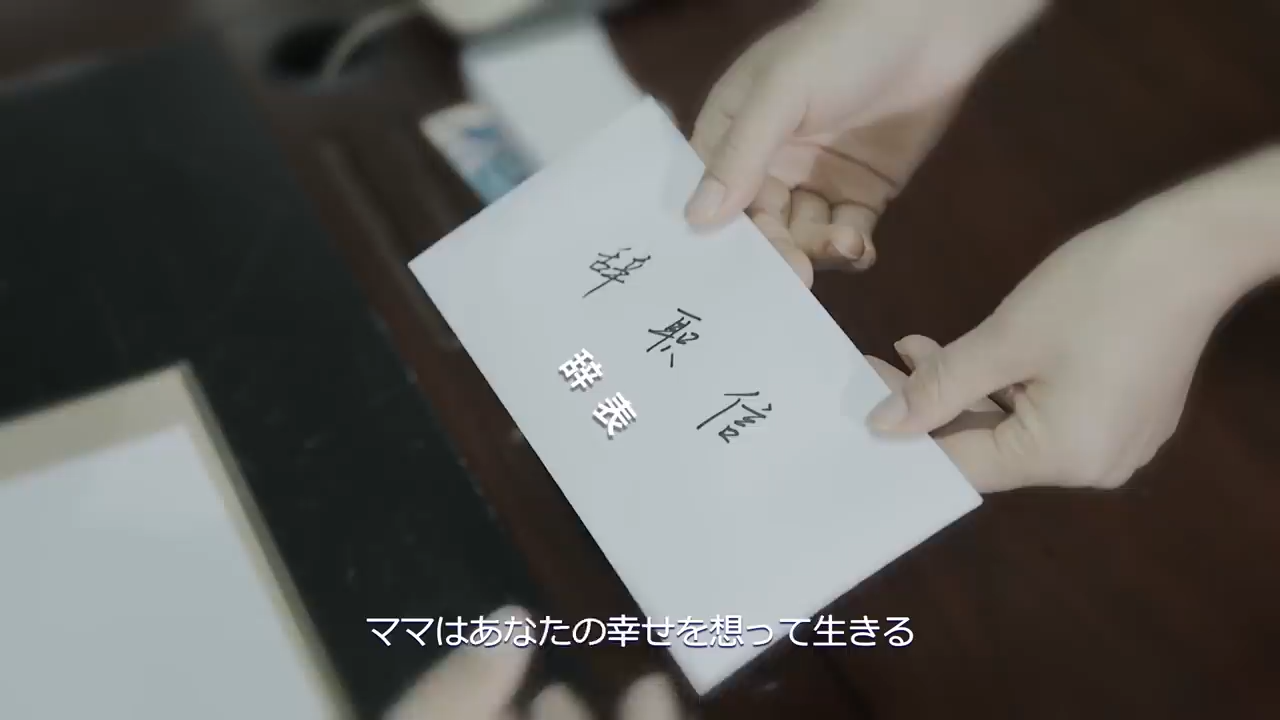 辞职信
辞表
ママはあなたの幸せを想って生きる